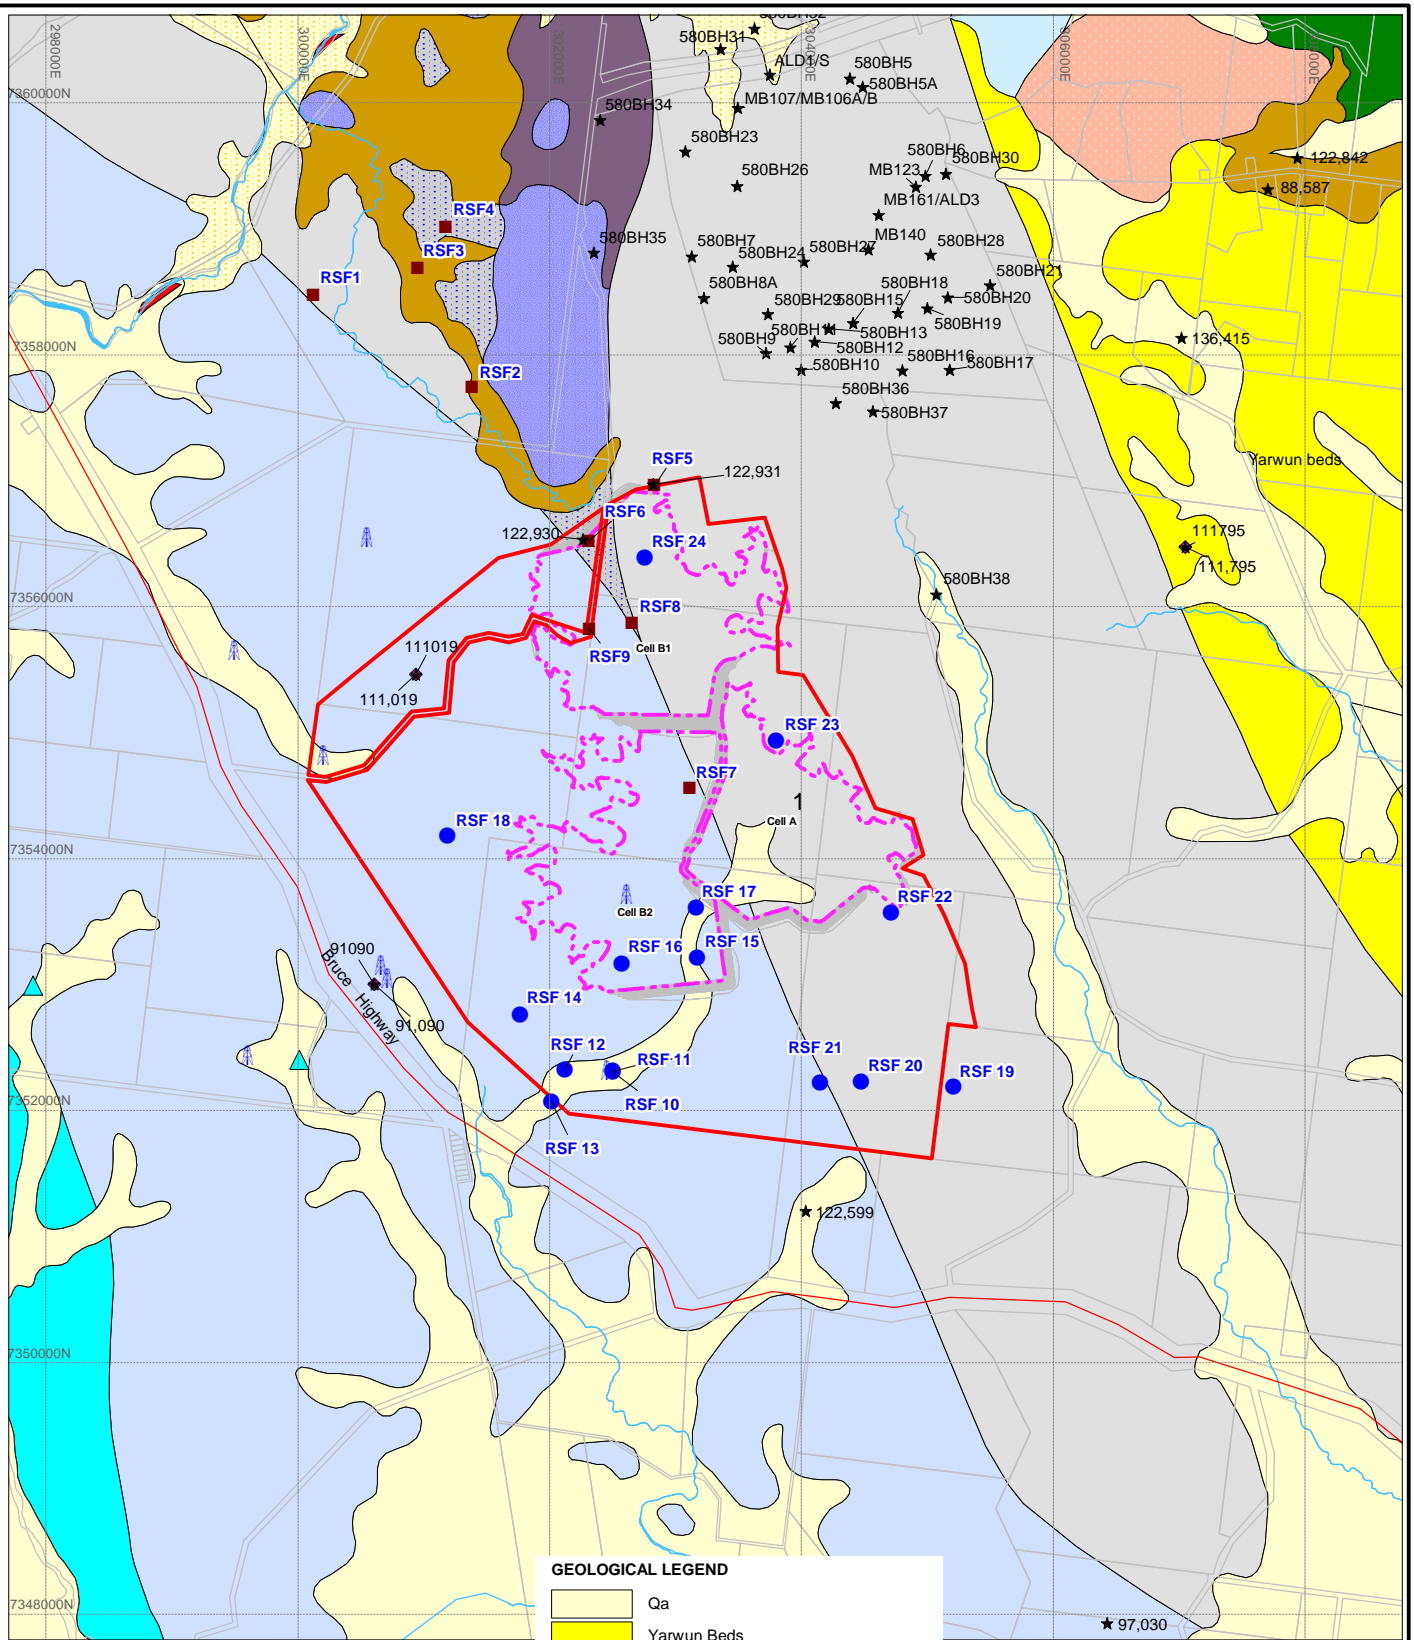 298000E
300000E
302000E
304000E
306000E
580BH31
ALD1/S
580BH5
580BH5A
7360000N
MB107/MB106A/B
580BH34
580BH23
580BH6
580BH30
122,842
MB123
580BH26
88,587
MB161/ALD3
RSF4
MB140
RSF3
580BH35
580BH7
580BH24
580BH27
580BH28
580BH21
RSF1
580BH8A
580BH18
580BH20
580BH29
580BH15
580BH19
580BH13
580BH9
580BH12
136,415
7358000N
580BH16
580BH17
580BH10
RSF2
580BH36
580BH37
Yarwun beds
RSF5
122,931
RSF6
122,930
111795
RSF 24
111,795
580BH38
7356000N
RSF8
Cell B1
RSF9
111019
111,019
RSF 23
RSF7
1
Cell A
RSF 18
7354000N
RSF 17
RSF 22
Cell B2
RSF 15
RSF 16
91090
Bruce Highway
RSF 14
91,090
RSF 12
RSF 11
RSF 21
RSF 20
RSF 19
RSF 10
7352000N
RSF 13
122,599
7350000N
GEOLOGICAL LEGEND
Qa
7348000N
97,030
Yarwun Beds